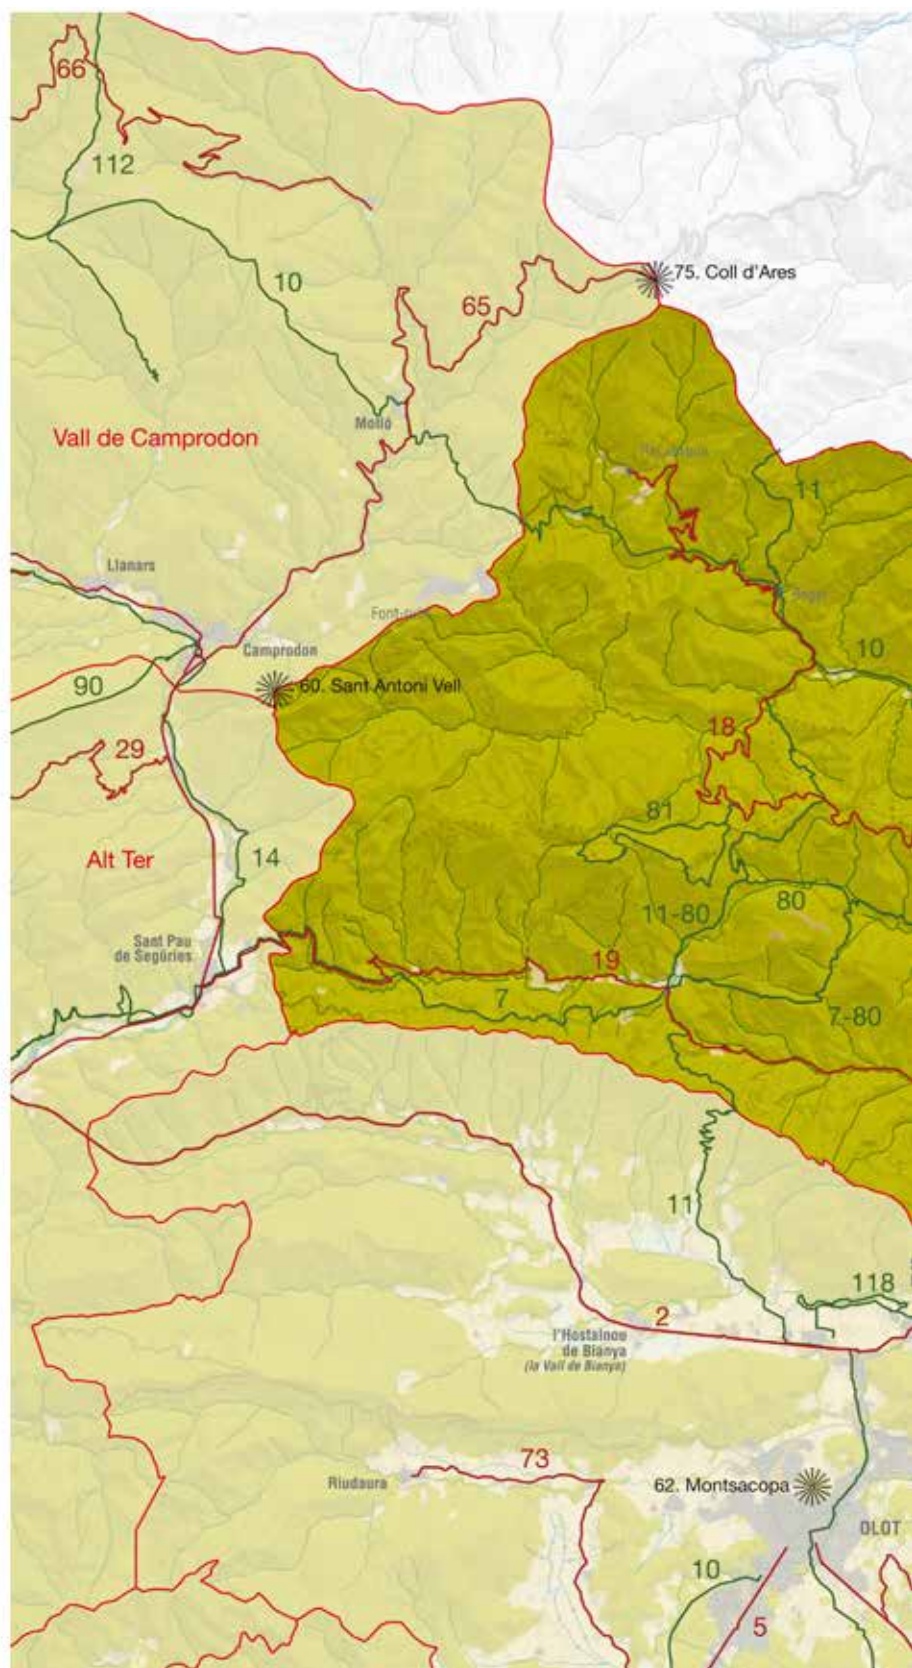 66
112
10
65
75. Coll d'Ares
Molló
Vall de Camprodon
11
Llanars
Camprodon
10
90
60. Sant Antoni Vell
29
18
81
Alt Ter
14
11-80
80
Sant Pau
de Segúries
19
7
7-80
11
118
2
l'Hostalnou
de Bianya
(la Vall de Bianya)
73
Riudaura
62. Montsacopa
OLOT
10
5